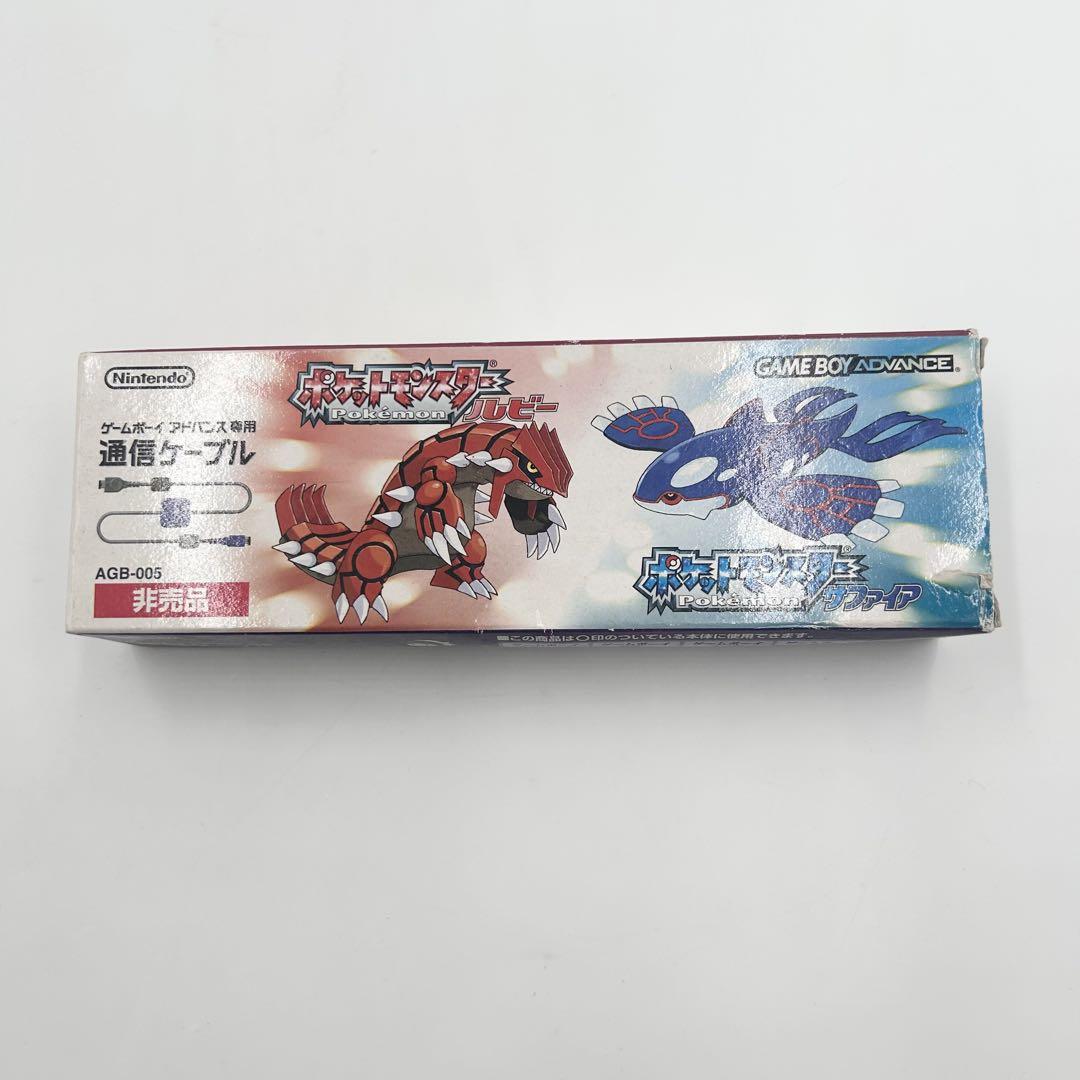 Nintendo
ゲームボーイアドバンス専用
通信ケーブル
AGB-005
非売品
ポケットモンスター®
Pokémon
ルビー
GAME BOY ADVANCE®
ポケットモンスター®
Pokémon
サファイア
■この商品は〇印のついている本体に使用できます。